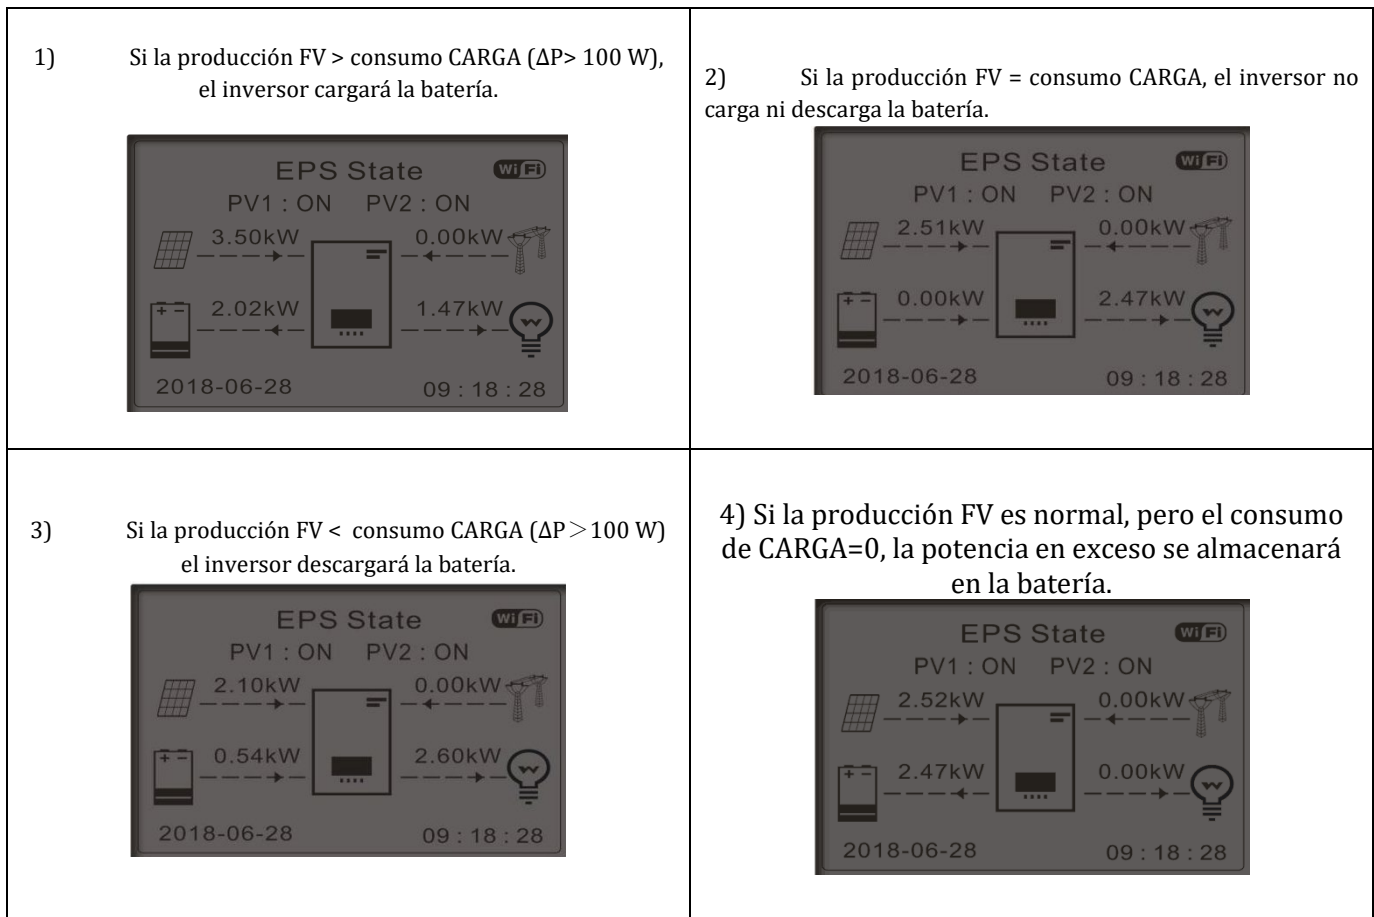 1) Si la producción FV > consumo CARGA (ΔP> 100 W),
el inversor cargará la batería.
EPS State WiFi
PV1 : ON PV2 : ON
3.50kW 0.00kW
2.02kW 1.47kW
2018-06-28 09 : 18 : 28
2) Si la producción FV = consumo CARGA, el inversor no
carga ni descarga la batería.
EPS State WiFi
PV1 : ON PV2 : ON
2.51kW 0.00kW
0.00kW 2.47kW
2018-06-28 09 : 18 : 28
3) Si la producción FV < consumo CARGA (ΔP＞100 W)
el inversor descargará la batería.
EPS State WiFi
PV1 : ON PV2 : ON
2.10kW 0.00kW
0.54kW 2.60kW
2018-06-28 09 : 18 : 28
4) Si la producción FV es normal, pero el consumo
de CARGA=0, la potencia en exceso se almacenará
en la batería.
EPS State WiFi
PV1 : ON PV2 : ON
2.52kW 0.00kW
2.47kW 0.00kW
2018-06-28 09 : 18 : 28